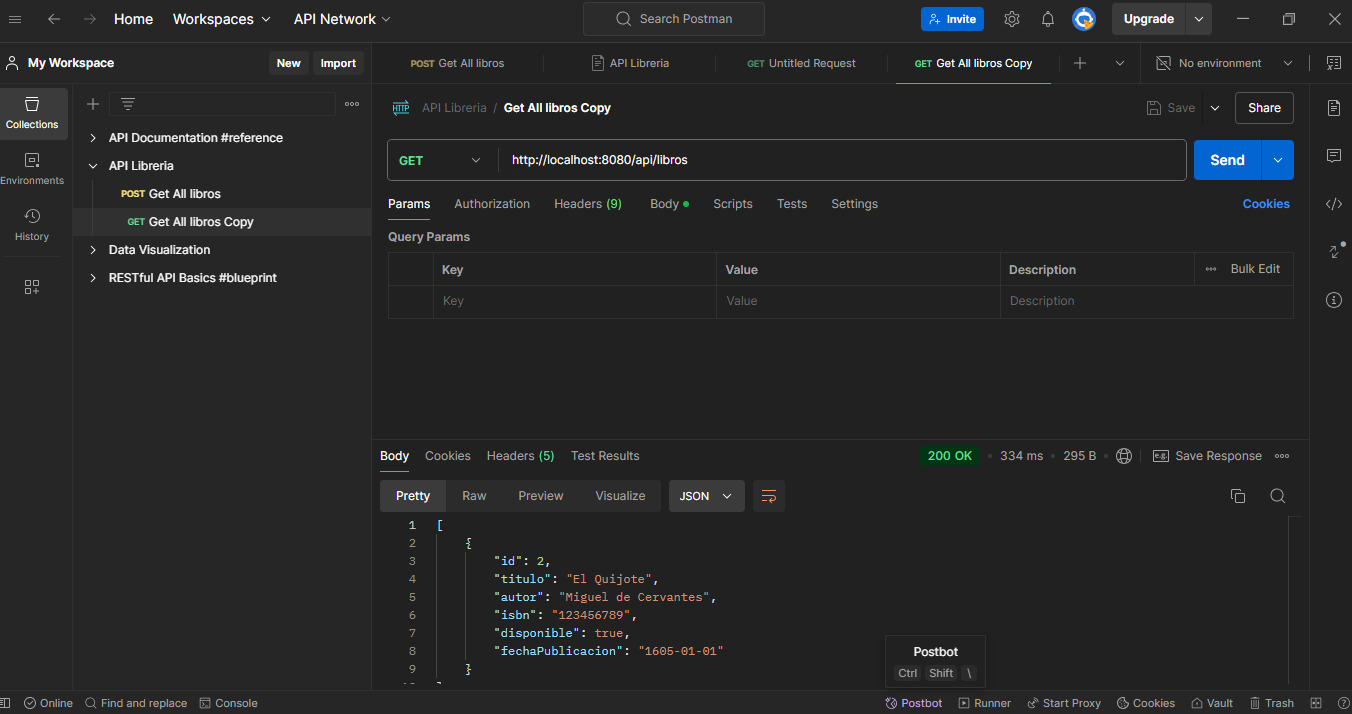 Home Workspaces API Network Search Postman Invite Upgrade
My Workspace New Import POST Get All libros API Libreria GET Untitled Request GET Get All libros Copy No environment
Collections
Environments
History
API Documentation #reference
API Libreria
POST Get All libros
GET Get All libros Copy
Data Visualization
RESTful API Basics #blueprint
HTTP API Libreria / Get All libros Copy Save Share
GET http://localhost:8080/api/libros Send
Params Authorization Headers (9) Body Scripts Tests Settings Cookies
Query Params
Key Value Description Bulk Edit
Key Value Description
Body Cookies Headers (5) Test Results 200 OK 334 ms 295 B e.g. Save Response
Pretty Raw Preview Visualize JSON
1 [
2 {
3 "id": 2,
4 "titulo": "El Quijote",
5 "autor": "Miguel de Cervantes",
6 "isbn": "123456789",
7 "disponible": true,
8 "fechaPublicacion": "1605-01-01"
9 }
Postbot
Ctrl Shift \
Online Find and replace Console Postbot Runner Start Proxy Cookies Vault Trash